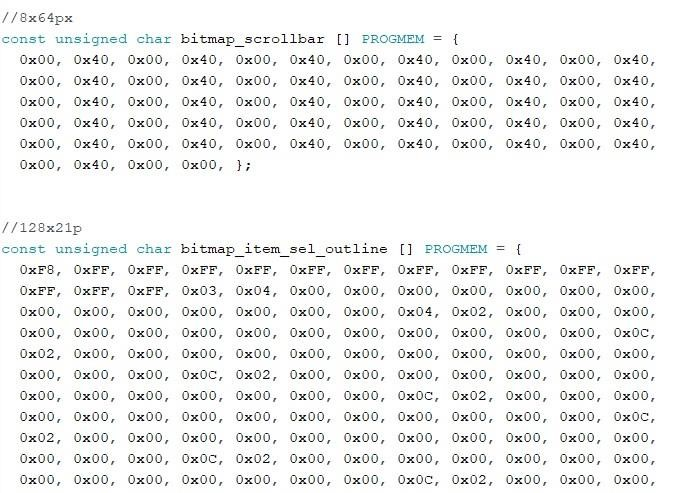 //8x64px
const unsigned char bitmap_scrollbar [] PROGMEM = {
0x00, 0x40, 0x00, 0x40, 0x00, 0x40, 0x00, 0x40, 0x00, 0x40, 0x00, 0x40,
0x00, 0x40, 0x00, 0x40, 0x00, 0x40, 0x00, 0x40, 0x00, 0x40, 0x00, 0x40,
0x00, 0x40, 0x00, 0x40, 0x00, 0x40, 0x00, 0x40, 0x00, 0x40, 0x00, 0x40,
0x00, 0x40, 0x00, 0x40, 0x00, 0x40, 0x00, 0x40, 0x00, 0x40, 0x00, 0x40,
0x00, 0x40, 0x00, 0x40, 0x00, 0x40, 0x00, 0x40, 0x00, 0x40, 0x00, 0x40,
0x00, 0x40, 0x00, 0x00, };
//128x21p
const unsigned char bitmap_item_sel_outline [] PROGMEM = {
0xF8, 0xFF, 0xFF, 0xFF, 0xFF, 0xFF, 0xFF, 0xFF, 0xFF, 0xFF, 0xFF, 0xFF,
0xFF, 0xFF, 0xFF, 0x03, 0x04, 0x00, 0x00, 0x00, 0x00, 0x00, 0x00, 0x00,
0x00, 0x00, 0x00, 0x00, 0x00, 0x00, 0x00, 0x04, 0x02, 0x00, 0x00, 0x00,
0x00, 0x00, 0x00, 0x00, 0x00, 0x00, 0x00, 0x00, 0x00, 0x00, 0x00, 0x0C,
0x02, 0x00, 0x00, 0x00, 0x00, 0x00, 0x00, 0x00, 0x00, 0x00, 0x00, 0x00,
0x00, 0x00, 0x00, 0x0C, 0x02, 0x00, 0x00, 0x00, 0x00, 0x00, 0x00, 0x00,
0x00, 0x00, 0x00, 0x00, 0x00, 0x00, 0x00, 0x0C, 0x02, 0x00, 0x00, 0x00,
0x00, 0x00, 0x00, 0x00, 0x00, 0x00, 0x00, 0x00, 0x00, 0x00, 0x00, 0x0C,
0x02, 0x00, 0x00, 0x00, 0x00, 0x00, 0x00, 0x00, 0x00, 0x00, 0x00, 0x00,
0x00, 0x00, 0x00, 0x0C, 0x02, 0x00, 0x00, 0x00, 0x00, 0x00, 0x00, 0x00,
0x00, 0x00, 0x00, 0x00, 0x00, 0x00, 0x00, 0x0C, 0x02, 0x00, 0x00, 0x00,